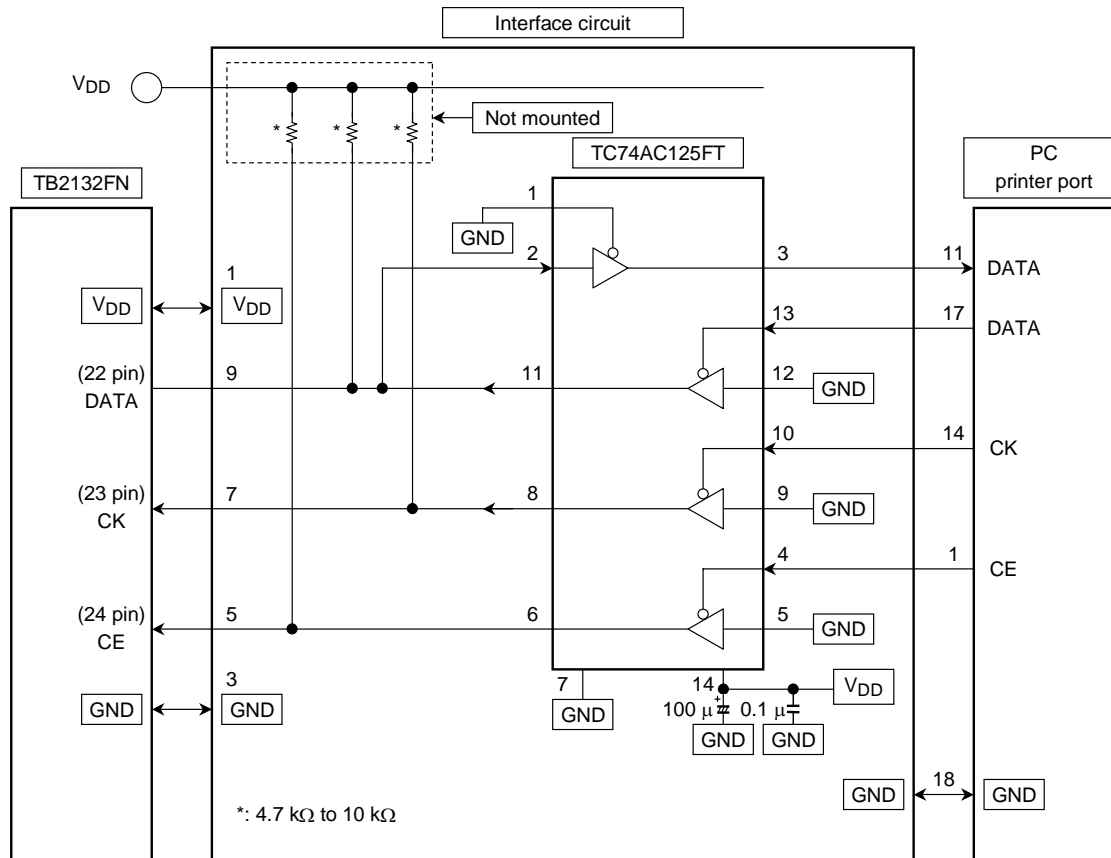 Interface circuit
VDD
* * *
Not mounted
TC74AC125FT
PC
printer port
TB2132FN
1
GND
2
3
11
DATA
1
VDD
VDD
13
17
DATA
(22 pin)
DATA
9
11
12
GND
10
14
CK
(23 pin)
CK
7
8
9
GND
4
1
CE
(24 pin)
CE
5
6
5
GND
3
GND
GND
7
GND
14
VDD
100 μ
+
0.1 μ
GND
GND
GND
18
GND
*: 4.7 kΩ to 10 kΩ